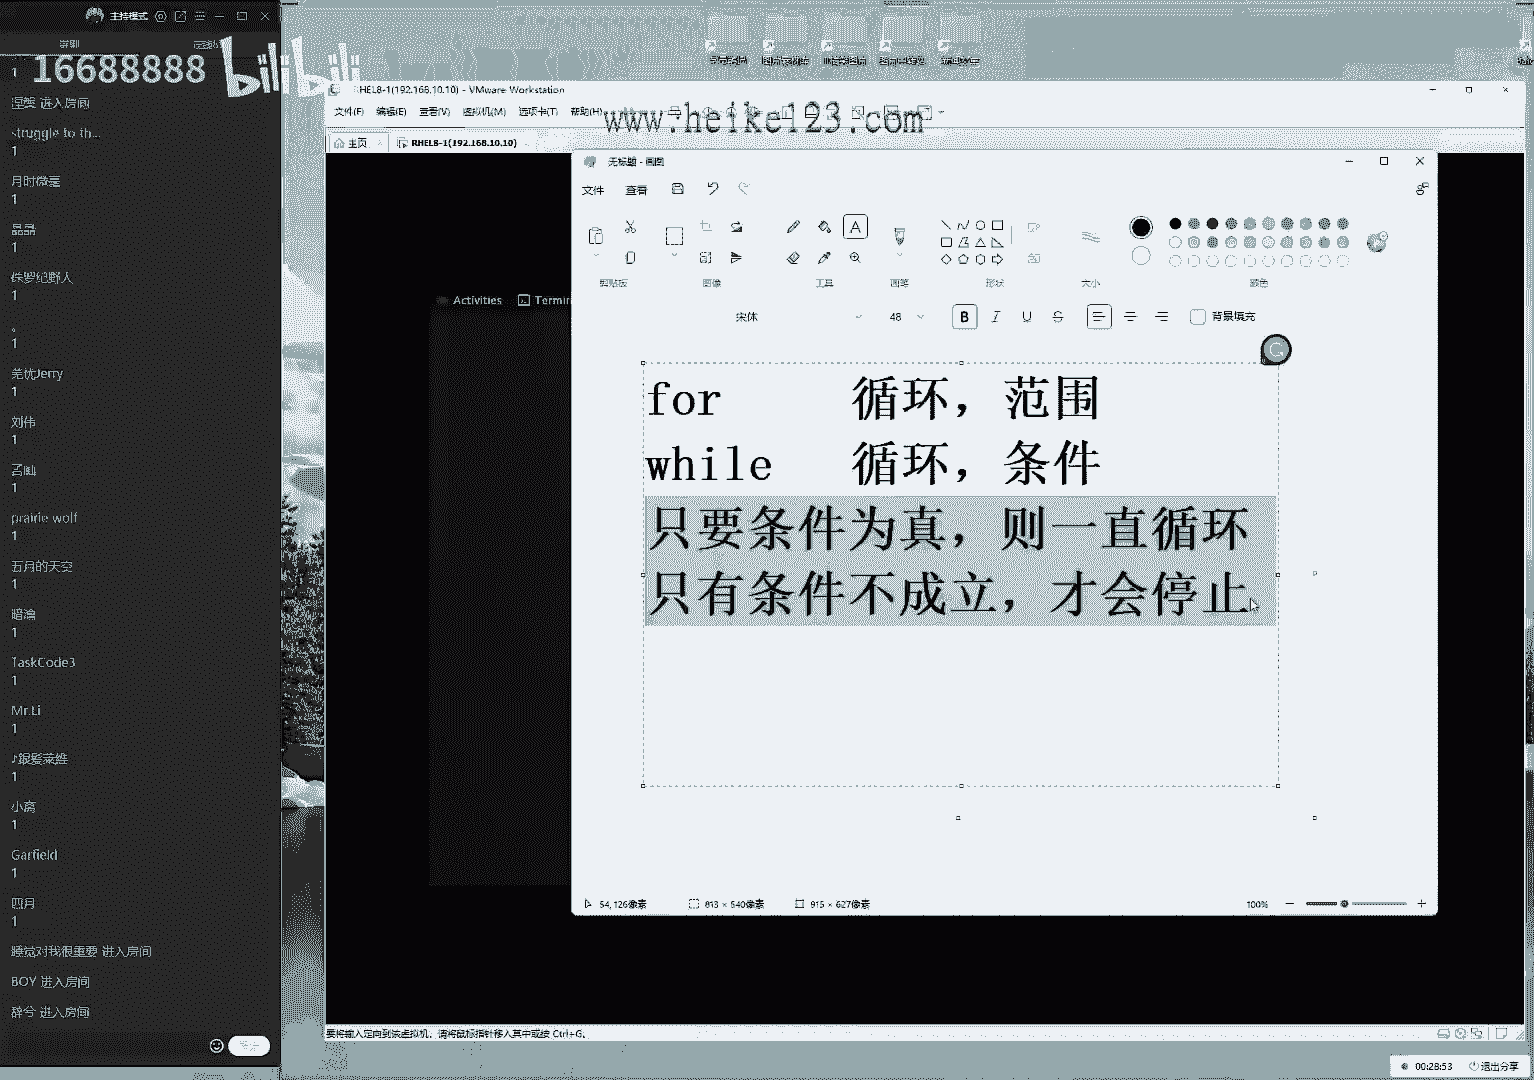 主持模式
16688888
bilibili
1
涅槃 进入房间
struggle to th...
1
月时微葷
1
晶晶
1
侏罗纪野人
1
。
1
羌忧Jerry
1
刘伟
1
1
prairie wolf
1
五月的天空
1
暗瀹
1
TaskCode3
1
Mr.Li
1
♪银髮莱维
1
小离
1
Garfield
1
四月
1
睡觉对我很重要 进入房间
BOY 进入房间
辞兮 进入房间
RHEL8-1(192.168.10.10) - VMware Workstation
文件(F) 编辑(E) 查看(V) 虚拟机(M) 选项卡(T) 帮助(H)
www.heike123.com
主页 RHEL8-1(192.168.10.10)
Activities Termin
无标题 - 画图
文件 查看
剪贴板 图像 工具 画笔 形状 大小 颜色
宋体 48 B I U S 背景填充
for 循环，范围
while 循环，条件
只要条件为真，则一直循环
只有条件不成立，才会停止
54, 126像素 813 × 540像素 915 × 627像素 100%
要将输入定向到该虚拟机，请将鼠标指针移入其中或按 Ctrl+G。
00:28:53 退出分享